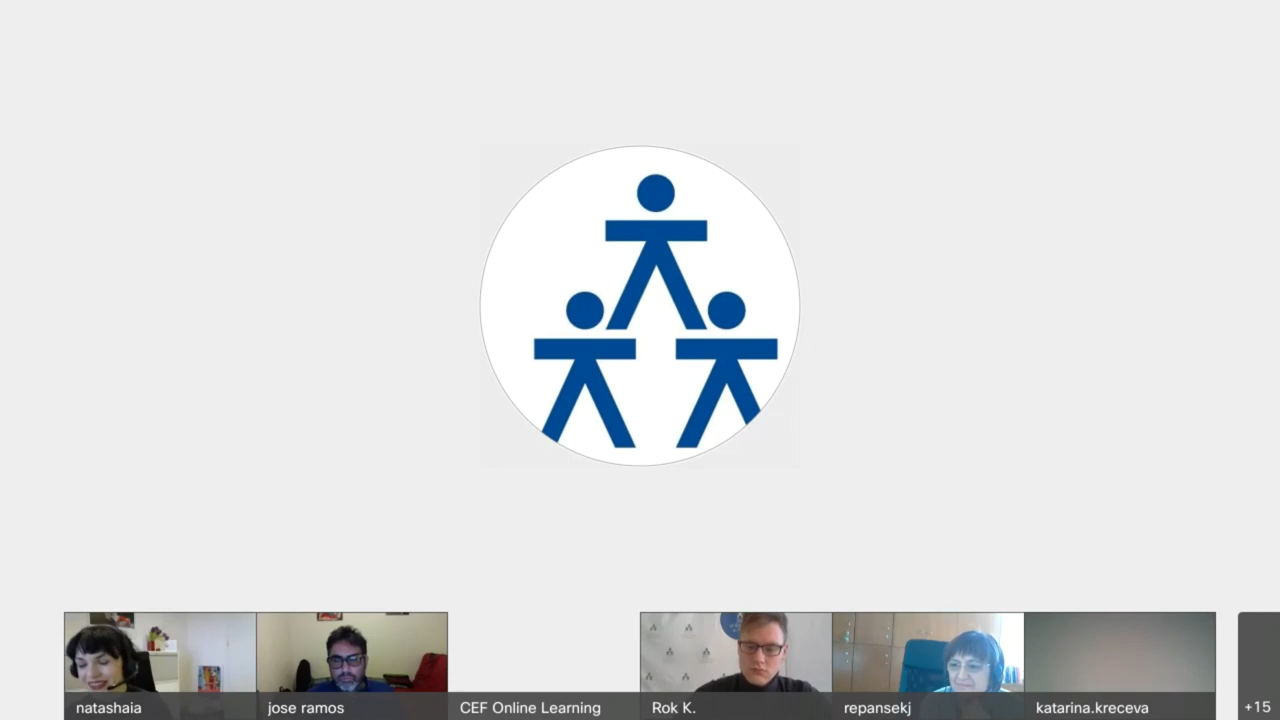 natashaia
jose ramos
CEF Online Learning
Rok K.
repansekj
katarina.kreceva
+15